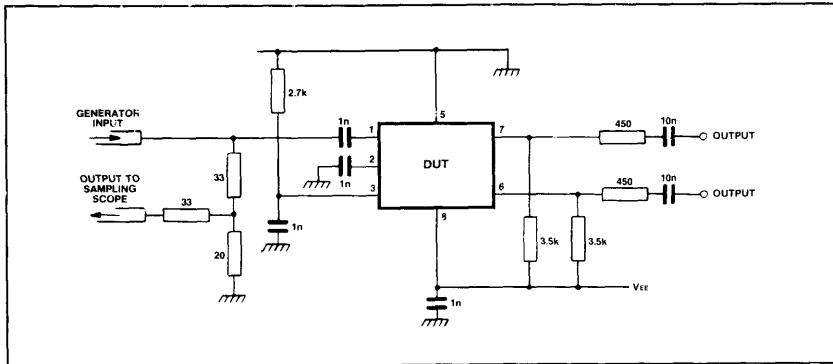 2.7k
GENERATOR
INPUT
1n
1
5
7
450
10n
OUTPUT
33
1n
2
DUT
OUTPUT TO
SAMPLING
SCOPE
33
3
6
450
10n
OUTPUT
20
1n
8
3.5k
3.5k
1n
VEE